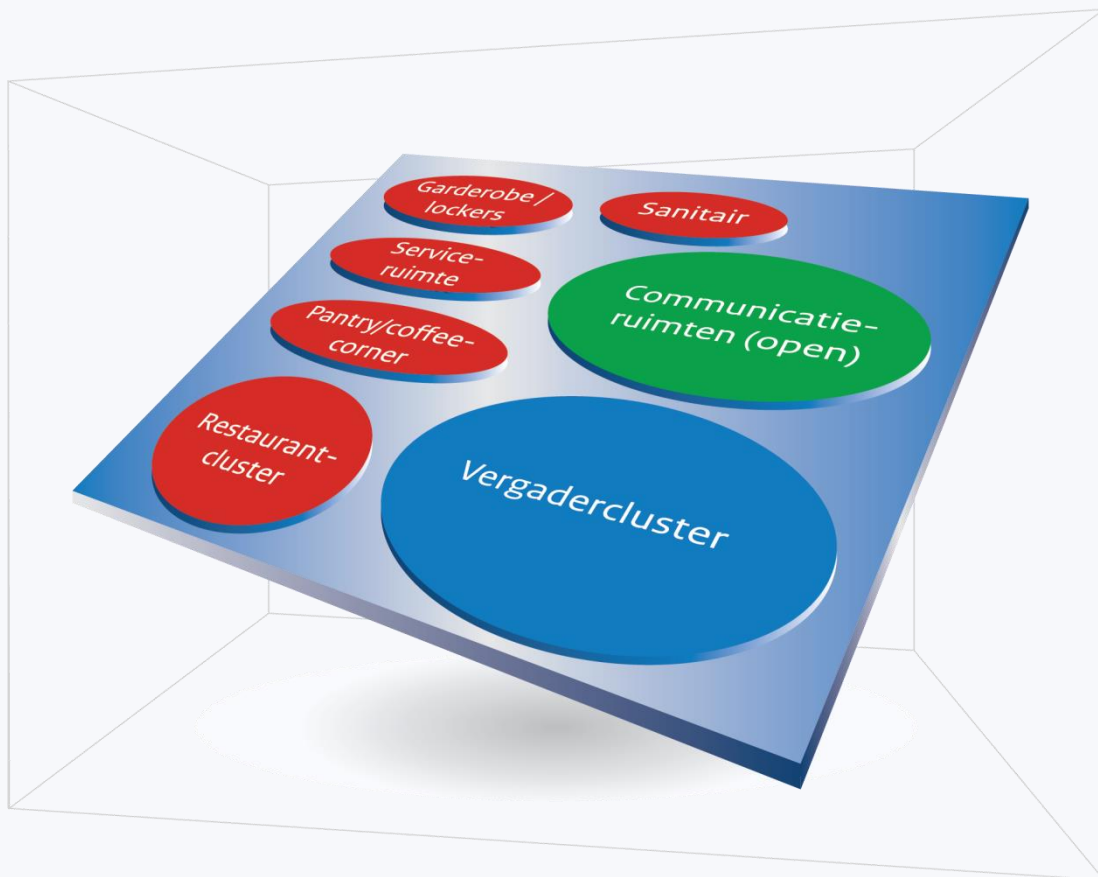 Garderobe /
lockers
Sanitair
Service-
ruimte
Communicatie-
ruimten (open)
Pantry/coffee-
corner
Restaurant-
cluster
Vergadercluster